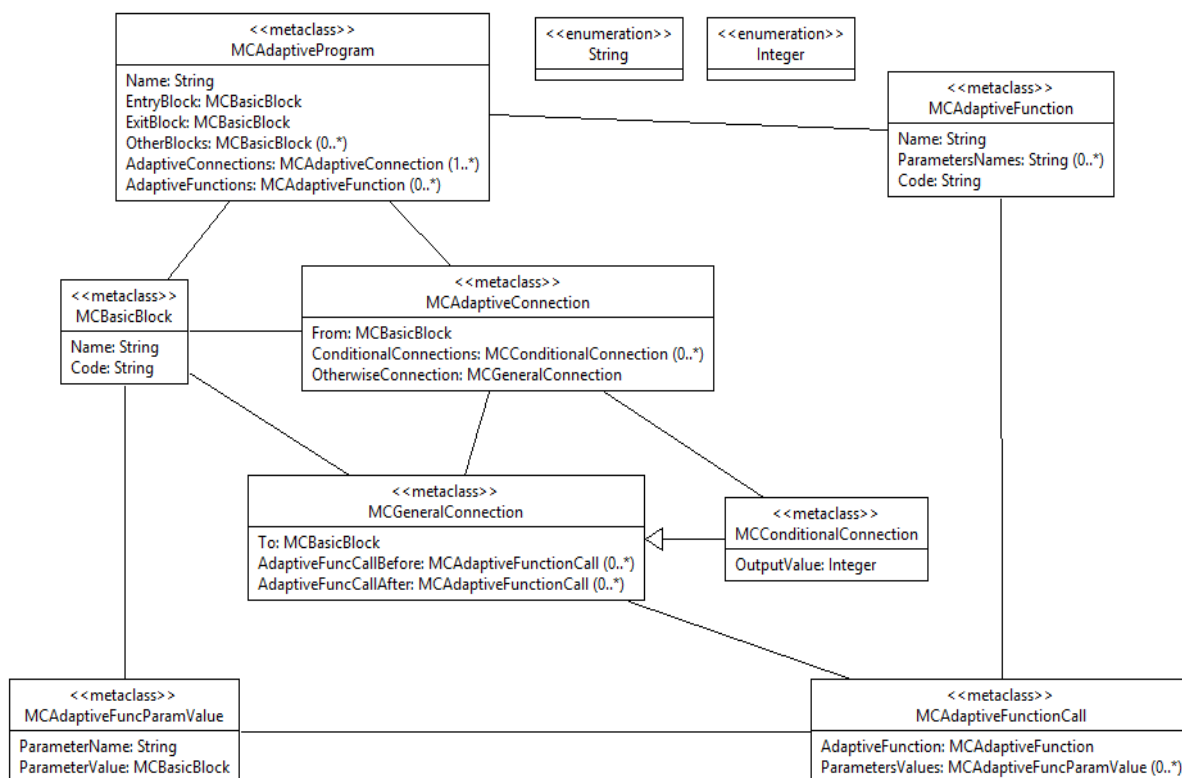 <<metaclass>>
MCAdaptiveProgram
Name: String
EntryBlock: MCBasicBlock
ExitBlock: MCBasicBlock
OtherBlocks: MCBasicBlock (0..*)
AdaptiveConnections: MCAdaptiveConnection (1..*)
AdaptiveFunctions: MCAdaptiveFunction (0..*)
<<enumeration>>
String
<<enumeration>>
Integer
<<metaclass>>
MCAdaptiveFunction
Name: String
ParametersNames: String (0..*)
Code: String
<<metaclass>>
MCBasicBlock
Name: String
Code: String
<<metaclass>>
MCAdaptiveConnection
From: MCBasicBlock
ConditionalConnections: MCConditionalConnection (0..*)
OtherwiseConnection: MCGeneralConnection
<<metaclass>>
MCGeneralConnection
To: MCBasicBlock
AdaptiveFuncCallBefore: MCAdaptiveFunctionCall (0..*)
AdaptiveFuncCallAfter: MCAdaptiveFunctionCall (0..*)
<<metaclass>>
MCConditionalConnection
OutputValue: Integer
<<metaclass>>
MCAdaptiveFuncParamValue
ParameterName: String
ParameterValue: MCBasicBlock
<<metaclass>>
MCAdaptiveFunctionCall
AdaptiveFunction: MCAdaptiveFunction
ParametersValues: MCAdaptiveFuncParamValue (0..*)